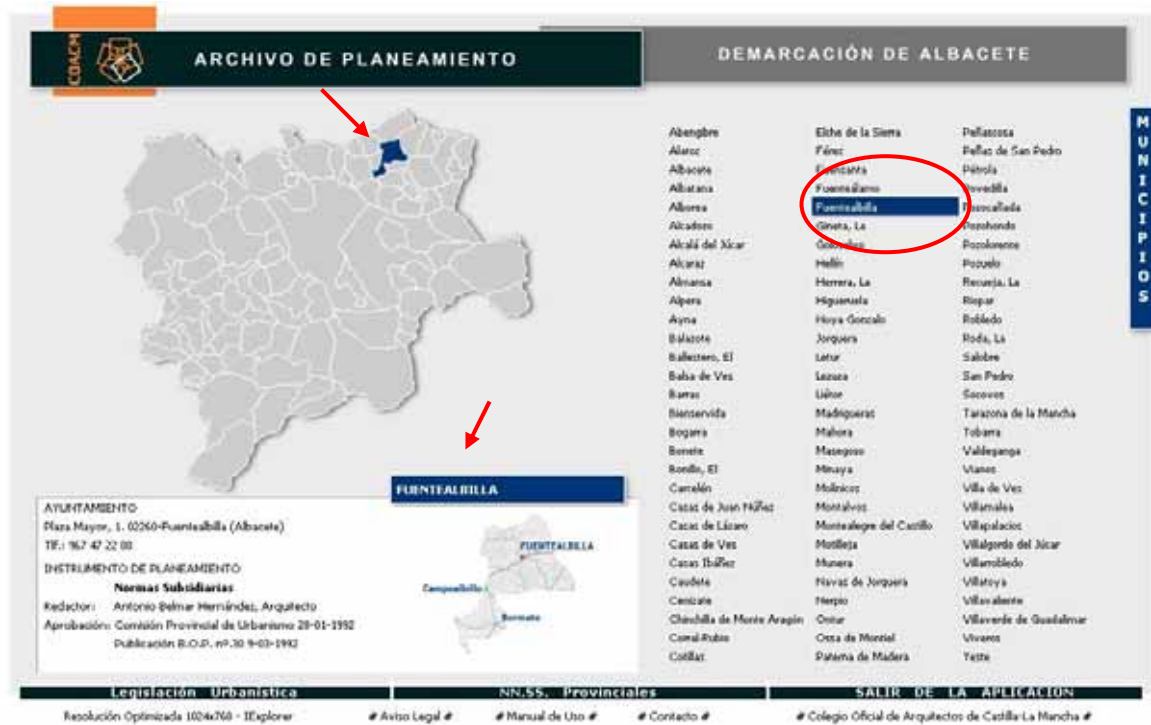 COACM
ARCHIVO DE PLANEAMIENTO
DEMARCACIÓN DE ALBACETE
MUNICIPIOS
Abengibre
Alatoz
Albacete
Albatana
Alborea
Alcadozo
Alcalá del Júcar
Alcaraz
Almansa
Alpera
Ayna
Balazote
Ballestero, El
Balsa de Ves
Barrax
Bienservida
Bogarra
Bonete
Bonillo, El
Carcelén
Casas de Juan Núñez
Casas de Lázaro
Casas de Ves
Casas Ibáñez
Caudete
Cenizate
Chinchilla de Monte Aragón
Corral-Rubio
Cotillas
Elche de la Sierra
Férez
Fuensanta
Fuenteálamo
Fuentealbilla
Gineta, La
Golosalvo
Hellín
Herrera, La
Higueruela
Hoya Gonzalo
Jorquera
Letur
Lezuza
Liétor
Madrigueras
Mahora
Masegoso
Minaya
Molinicos
Montalvos
Montealegre del Castillo
Motilleja
Munera
Navas de Jorquera
Nerpio
Ontur
Ossa de Montiel
Paterna de Madera
Peñascosa
Peñas de San Pedro
Pétrola
Povedilla
Pozocañada
Pozohondo
Pozolorente
Pozuelo
Recueja, La
Riopar
Robledo
Roda, La
Salobre
San Pedro
Socovos
Tarazona de la Mancha
Tobarra
Valdeganga
Vianos
Villa de Ves
Villamalea
Villapalacios
Villalgordo del Júcar
Villarrobledo
Villatoya
Villavaliente
Villaverde de Guadalimar
Viveros
Yeste
FUENTEALBILLA
AYUNTAMIENTO
Plaza Mayor, 1. 02260-Fuentealbilla (Albacete)
Tlf.: 967 47 22 00
INSTRUMENTO DE PLANEAMIENTO
Normas Subsidiarias
Redactor: Antonio Belmar Hernández, Arquitecto
Aprobación: Comisión Provincial de Urbanismo 28-01-1992
Publicación B.O.P. nº.30 9-03-1992
FUENTEALBILLA
Campoalbillo
Bormate
Legislación Urbanística
NN.SS. Provinciales
SALIR DE LA APLICACIÓN
Resolución Optimizada 1024x768 - IExplorer
# Aviso Legal #
# Manual de Uso #
# Contacto #
# Colegio Oficial de Arquitectos de Castilla-La Mancha #